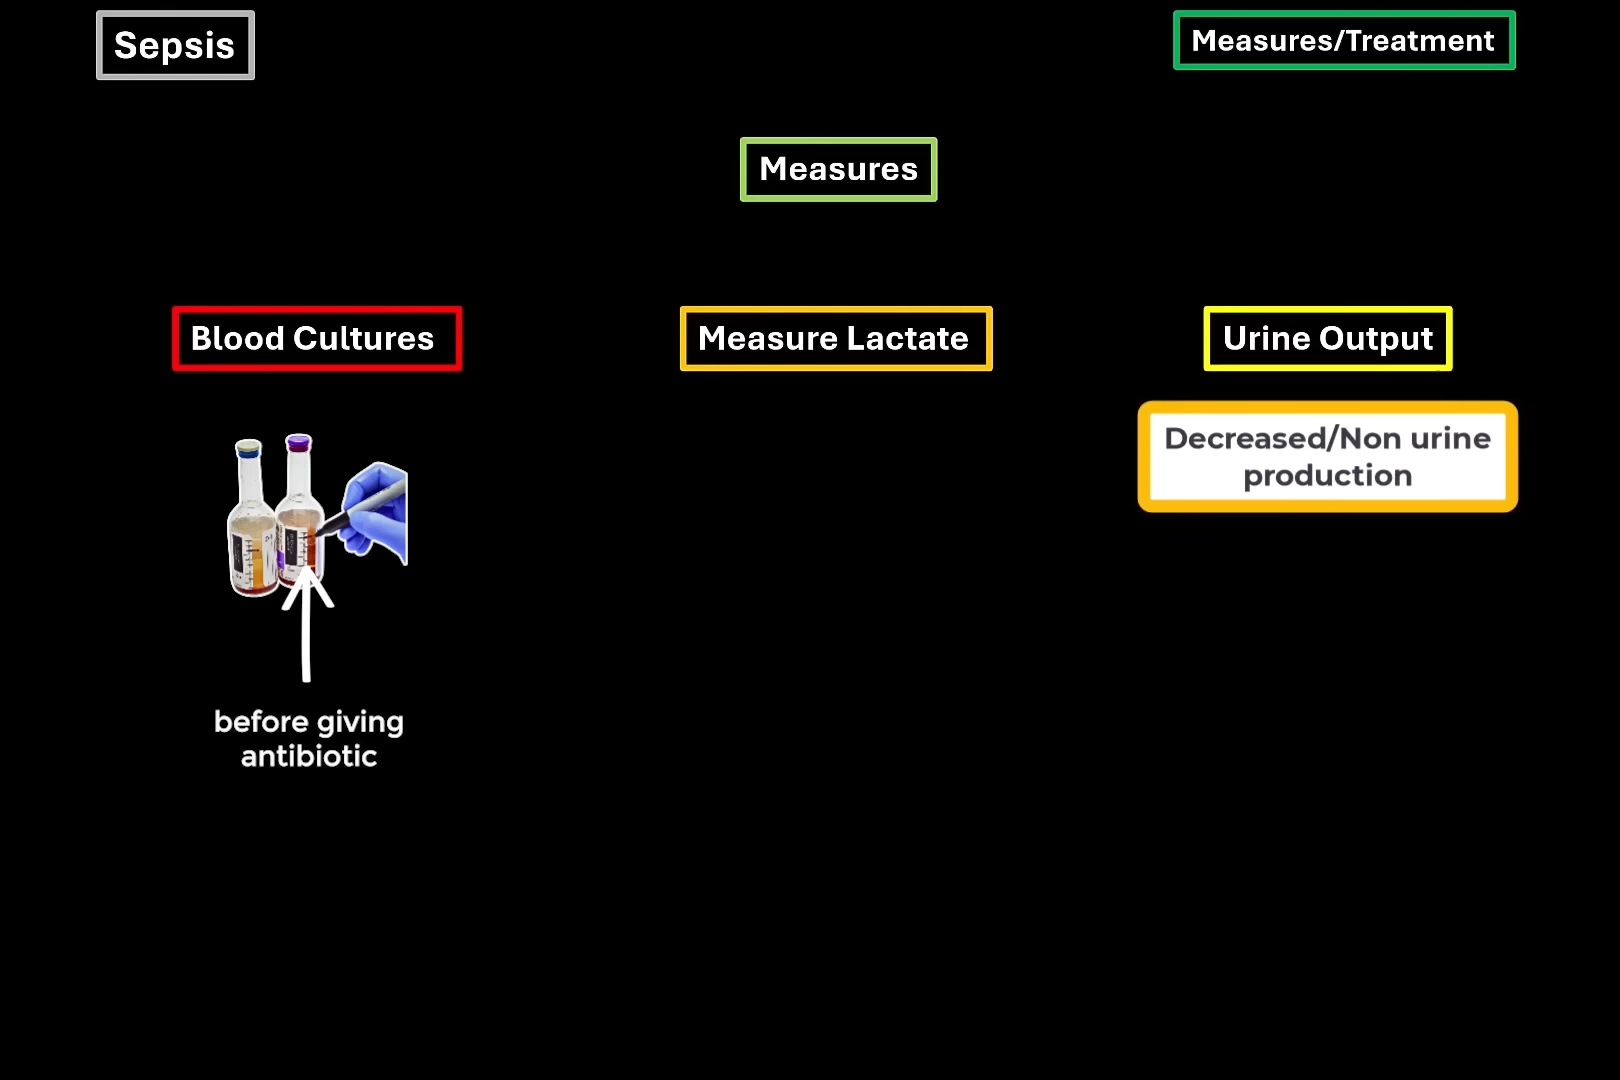 Sepsis
Measures/Treatment
Measures
Blood Cultures
Measure Lactate
Urine Output
Decreased/Non urine
production
before giving
antibiotic